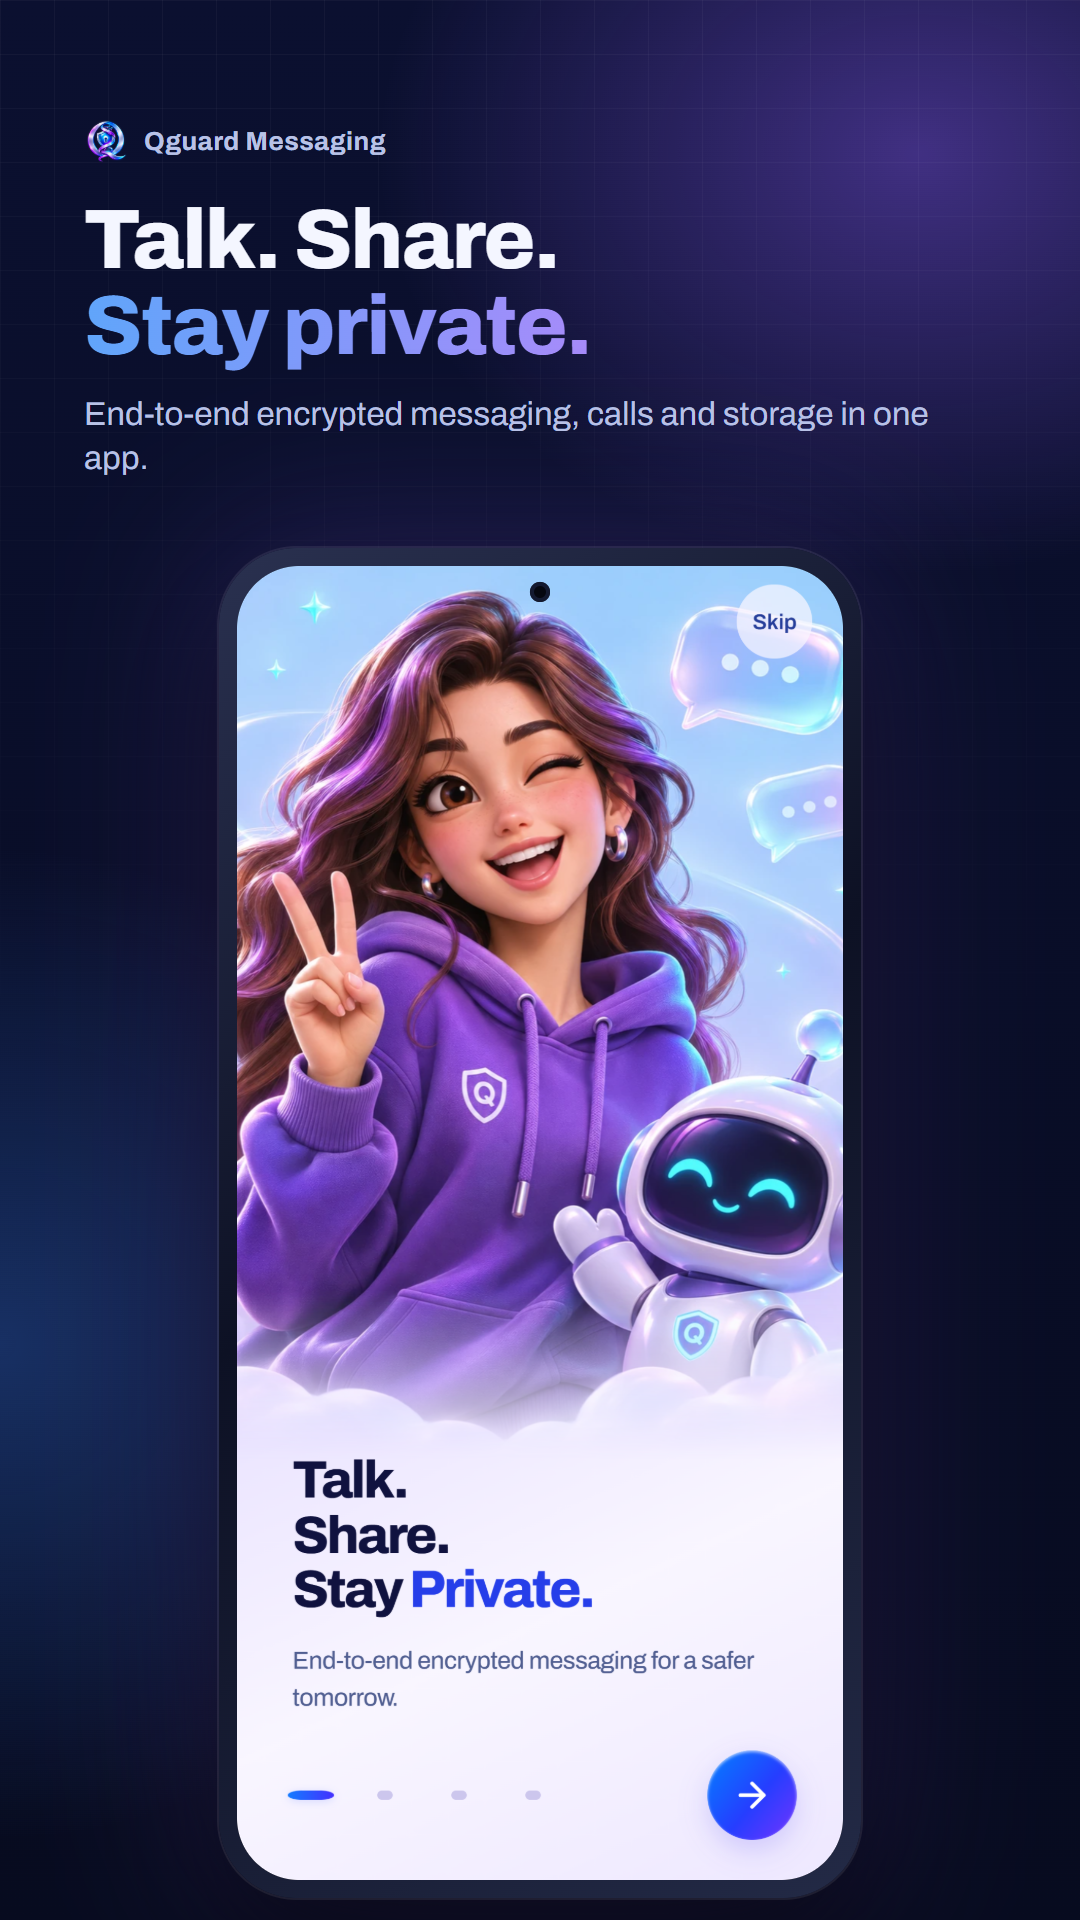 Qguard Messaging
Talk. Share.
Stay private.
End-to-end encrypted messaging, calls and storage in one
app.
Skip
Q
Q
Talk.
Share.
Stay Private.
End-to-end encrypted messaging for a safer
tomorrow.